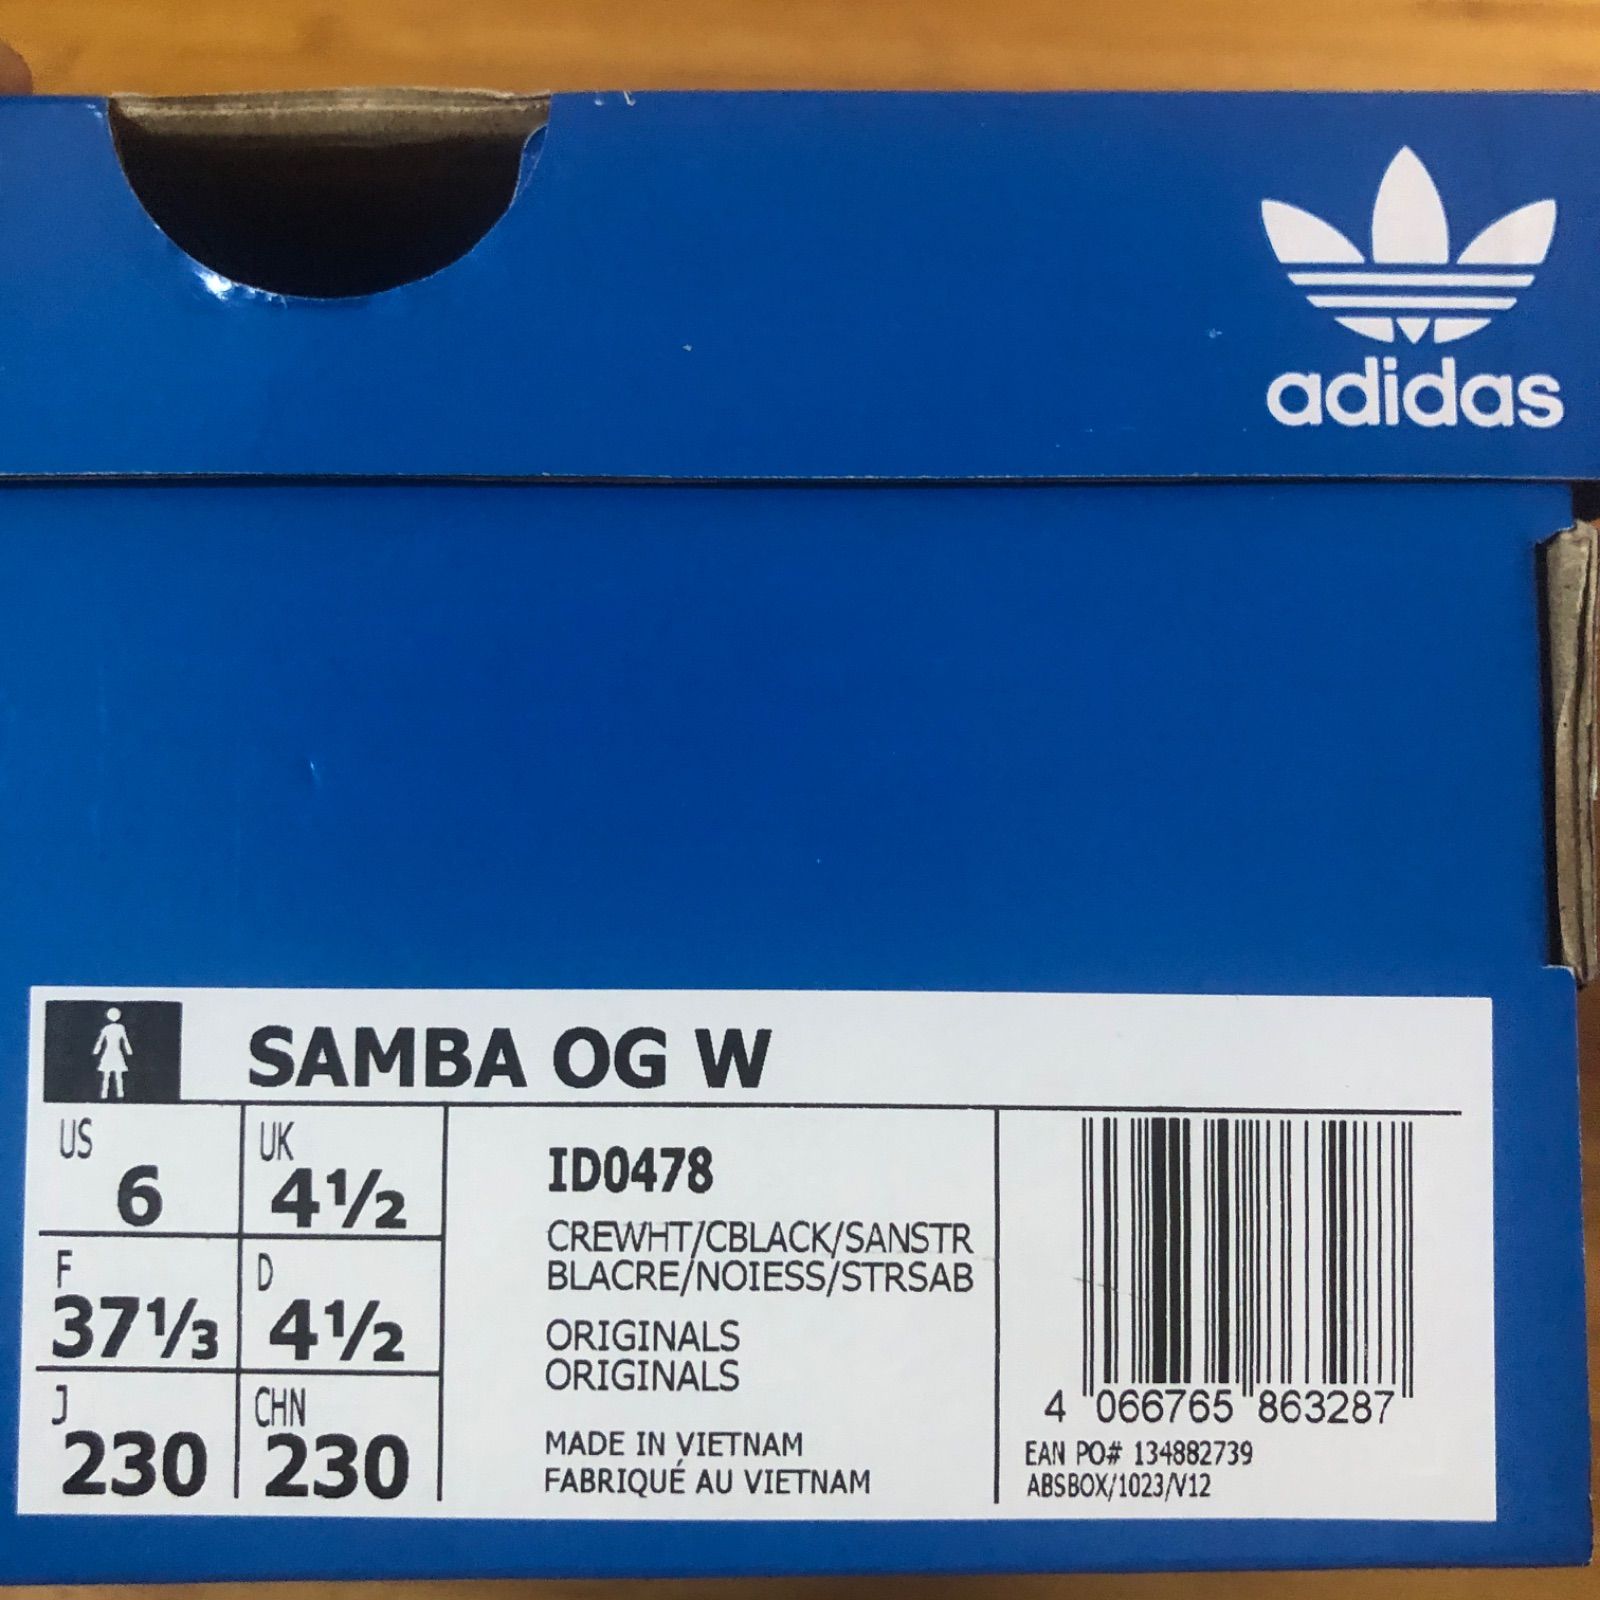 adidas
SAMBA OG W
US
6
UK
4½
F
37⅓
D
4½
J
230
CHN
230
ID0478
CREWHT/CBLACK/SANSTR
BLACRE/NOIESS/STRSAB
ORIGINALS
ORIGINALS
MADE IN VIETNAM
FABRIQUÉ AU VIETNAM
4 066765 863287
EAN PO# 134882739
ABSBOX/1023/V12